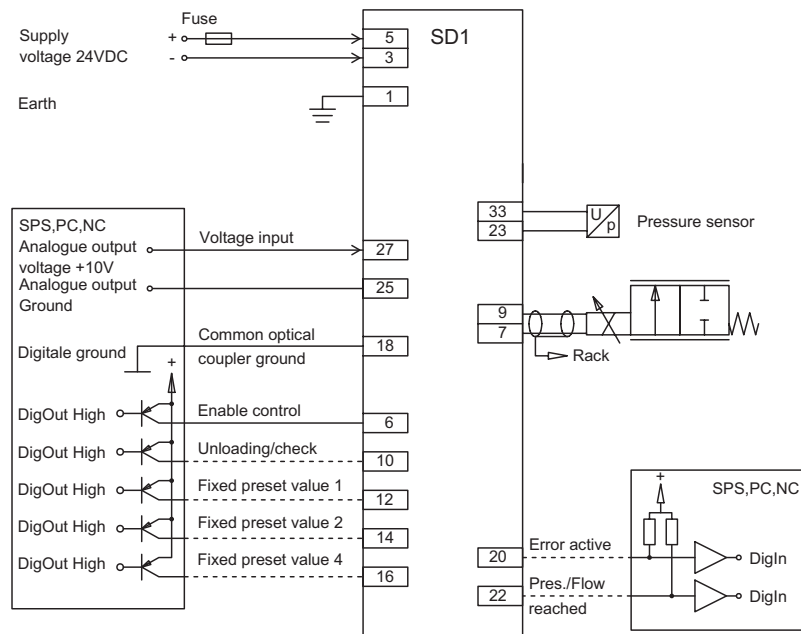 Fuse
Supply
voltage 24VDC
+
-
5
3
SD1
Earth
1
SPS,PC,NC
Analogue output
voltage +10V
Voltage input
27
Analogue output
Ground
25
Digitale ground
Common optical
coupler ground
18
+
DigOut High
Enable control
6
DigOut High
Unloading/check
10
DigOut High
Fixed preset value 1
12
DigOut High
Fixed preset value 2
14
DigOut High
Fixed preset value 4
16
33
23
U
p
Pressure sensor
9
7
Rack
SPS,PC,NC
+
20
Error active
DigIn
22
Pres./Flow
reached
DigIn